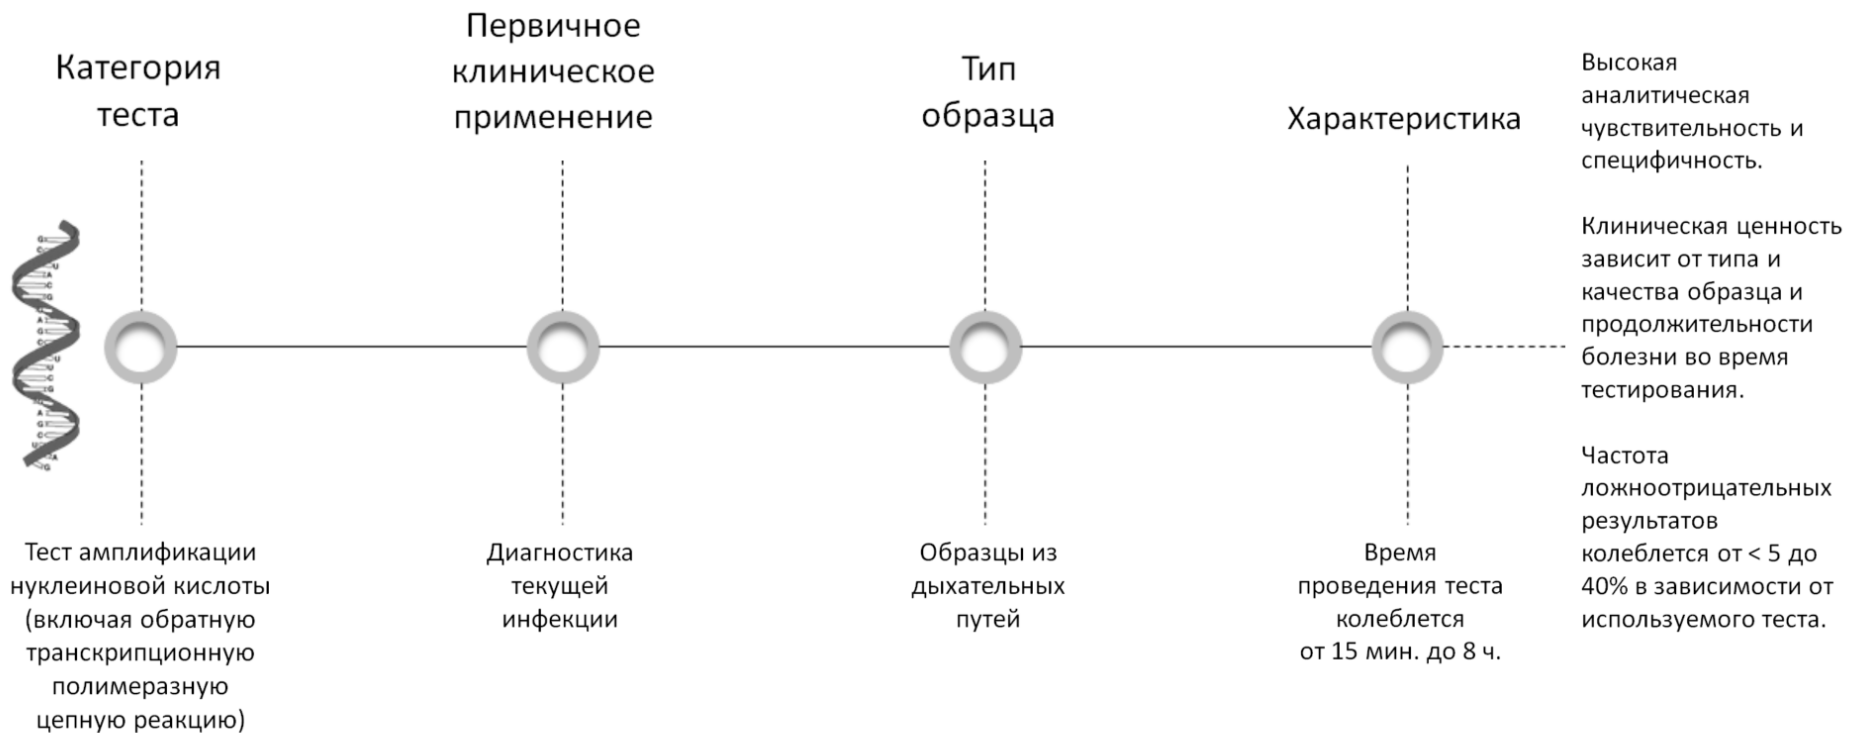 Категория
теста
Первичное
клиническое
применение
Тип
образца
Характеристика
Тест амплификации
нуклеиновой кислоты
(включая обратную
транскрипционную
полимеразную
цепную реакцию)
Диагностика
текущей
инфекции
Образцы из
дыхательных
путей
Время
проведения теста
колеблется
от 15 мин. до 8 ч.
Высокая
аналитическая
чувствительность и
специфичность.
Клиническая ценность
зависит от типа и
качества образца и
продолжительности
болезни во время
тестирования.
Частота
ложноотрицательных
результатов
колеблется от < 5 до
40% в зависимости от
используемого теста.